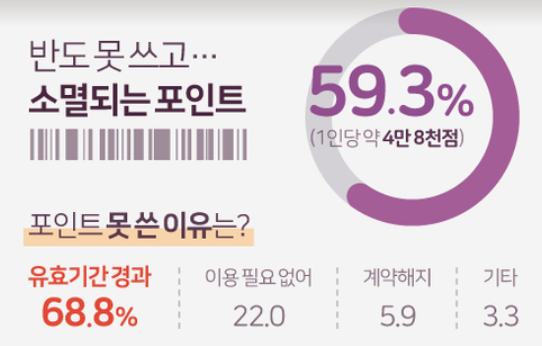 반도 못 쓰고…
소멸되는 포인트
59.3%
(1인당 약 4만 8천점)
포인트 못 쓴 이유는?
유효기간 경과
68.8%
이용 필요 없어
22.0
계약해지
5.9
기타
3.3